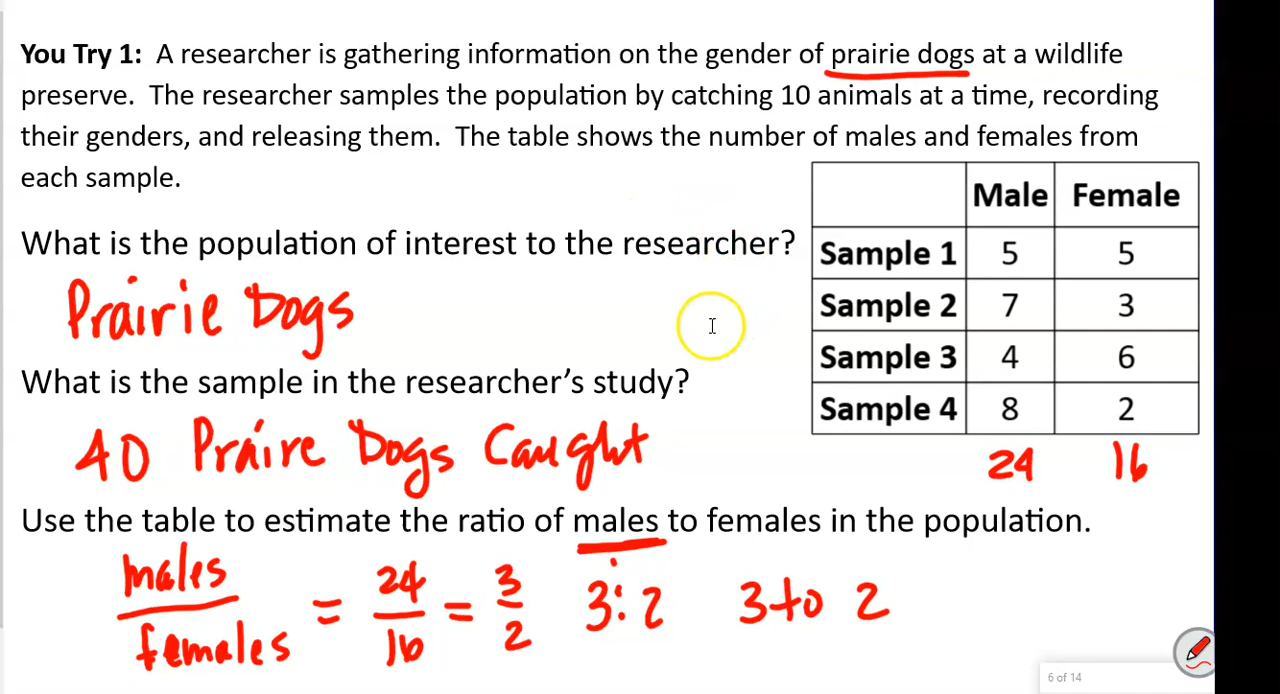 You Try 1: A researcher is gathering information on the gender of prairie dogs at a wildlife
preserve. The researcher samples the population by catching 10 animals at a time, recording
their genders, and releasing them. The table shows the number of males and females from
each sample.
Male Female
Sample 1 5 5
Sample 2 7 3
Sample 3 4 6
Sample 4 8 2
24 16
What is the population of interest to the researcher?
Prairie Dogs
What is the sample in the researcher's study?
40 Praire Dogs Caught
Use the table to estimate the ratio of males to females in the population.
males/females = 24/16 = 3/2 3:2 3 to 2
6 of 14